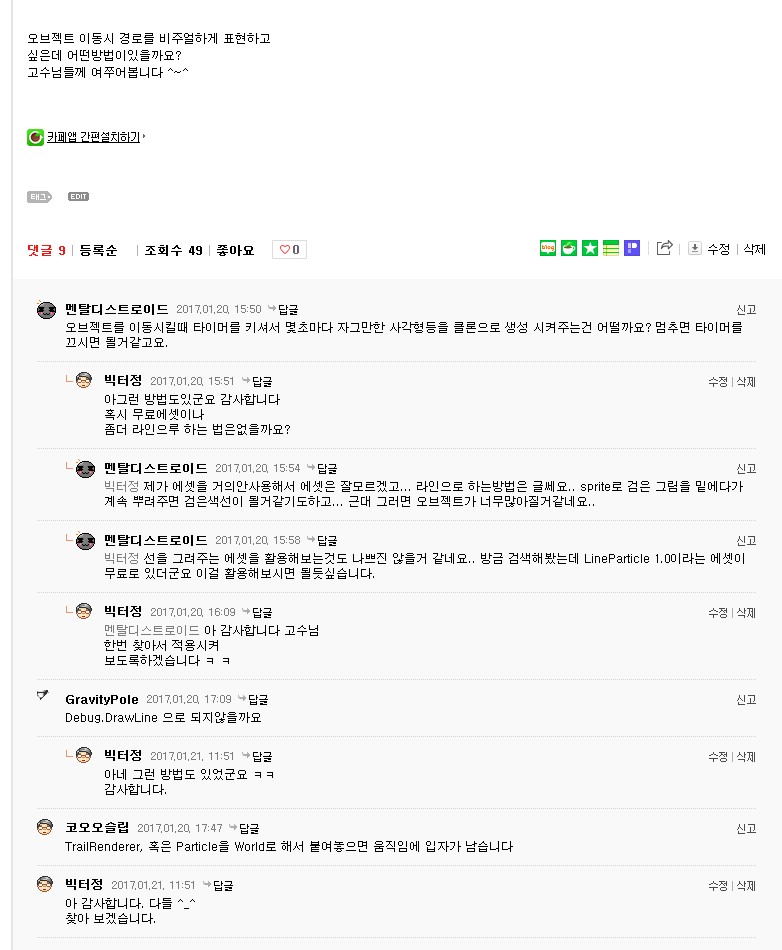 오브젝트 이동시 경로를 비주얼하게 표현하고
싶은데 어떤방법이있을까요?
고수님들께 여쭈어봅니다 ^~^
카페앱 간편설치하기
태그 EDIT
댓글 9 | 등록순 | 조회수 49 | 좋아요 ♡0 blog | 수정 | 삭제
멘탈디스트로이드 2017.01.20. 15:50 답글 신고
오브젝트를 이동시킬때 타이머를 키셔서 몇초마다 자그만한 사각형등을 클론으로 생성 시켜주는건 어떨까요? 멈추면 타이머를
끄시면 될거같고요.
빅터정 2017.01.20. 15:51 답글 수정 | 삭제
아그런 방법도있군요 감사합니다
혹시 무료에셋이나
좀더 라인으루 하는 법은없을까요?
멘탈디스트로이드 2017.01.20. 15:54 답글 신고
빅터정 제가 에셋을 거의안사용해서 에셋은 잘모르겠고... 라인으로 하는방법은 글쎄요.. sprite로 검은 그림을 밑에다가
계속 뿌려주면 검은색선이 될거같기도하고... 근대 그러면 오브젝트가 너무많아질거같네요..
멘탈디스트로이드 2017.01.20. 15:58 답글 신고
빅터정 선을 그려주는 에셋을 활용해보는것도 나쁘진 않을거 같네요.. 방금 검색해봤는데 LineParticle 1.0이라는 에셋이
무료로 있더군요 이걸 활용해보시면 될듯싶습니다.
빅터정 2017.01.20. 16:09 답글 수정 | 삭제
멘탈디스트로이드 아 감사합니다 고수님
한번 찾아서 적용시켜
보도록하겠습니다 ㅋ ㅋ
GravityPole 2017.01.20. 17:09 답글 신고
Debug.DrawLine 으로 되지않을까요
빅터정 2017.01.21. 11:51 답글 수정 | 삭제
아네 그런 방법도 있었군요 ㅋㅋ
감사합니다.
코오오슬립 2017.01.20. 17:47 답글 신고
TrailRenderer, 혹은 Particle을 World로 해서 붙여놓으면 움직임에 입자가 남습니다
빅터정 2017.01.21. 11:51 답글 수정 | 삭제
아 감사합니다. 다들 ^_^
찾아 보겠습니다.